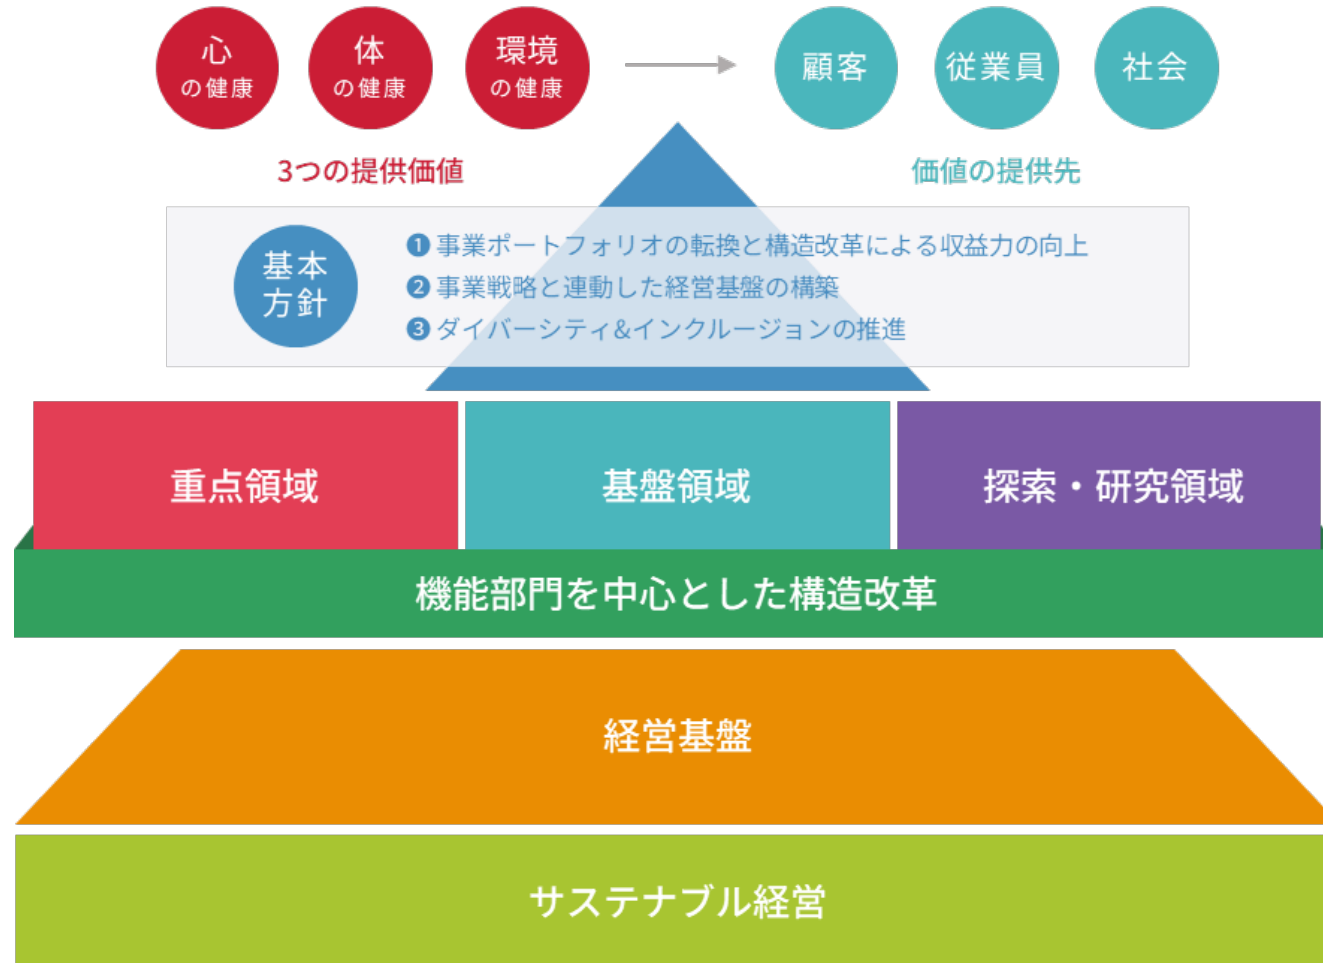 心
の健康
体
の健康
環境
の健康
顧客
従業員
社会
3つの提供価値
価値の提供先
基本
方針
❶ 事業ポートフォリオの転換と構造改革による収益力の向上
❷ 事業戦略と連動した経営基盤の構築
❸ ダイバーシティ&インクルージョンの推進
重点領域
基盤領域
探索・研究領域
機能部門を中心とした構造改革
経営基盤
サステナブル経営